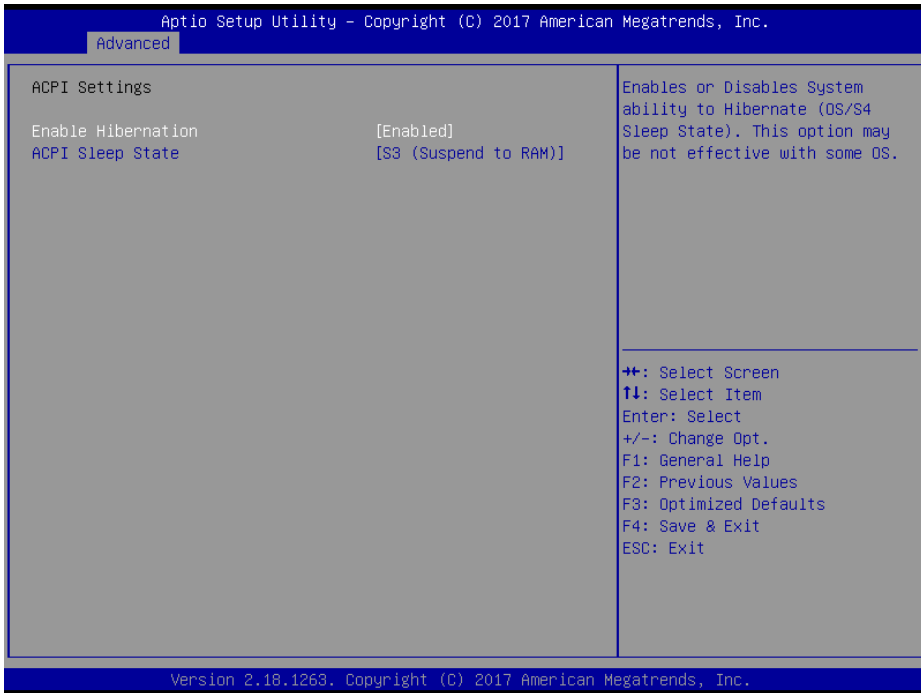 Aptio Setup Utility – Copyright (C) 2017 American Megatrends, Inc.
Advanced
ACPI Settings
Enable Hibernation [Enabled]
ACPI Sleep State [S3 (Suspend to RAM)]
Enables or Disables System
ability to Hibernate (OS/S4
Sleep State). This option may
be not effective with some OS.
→←: Select Screen
↑↓: Select Item
Enter: Select
+/-: Change Opt.
F1: General Help
F2: Previous Values
F3: Optimized Defaults
F4: Save & Exit
ESC: Exit
Version 2.18.1263. Copyright (C) 2017 American Megatrends, Inc.